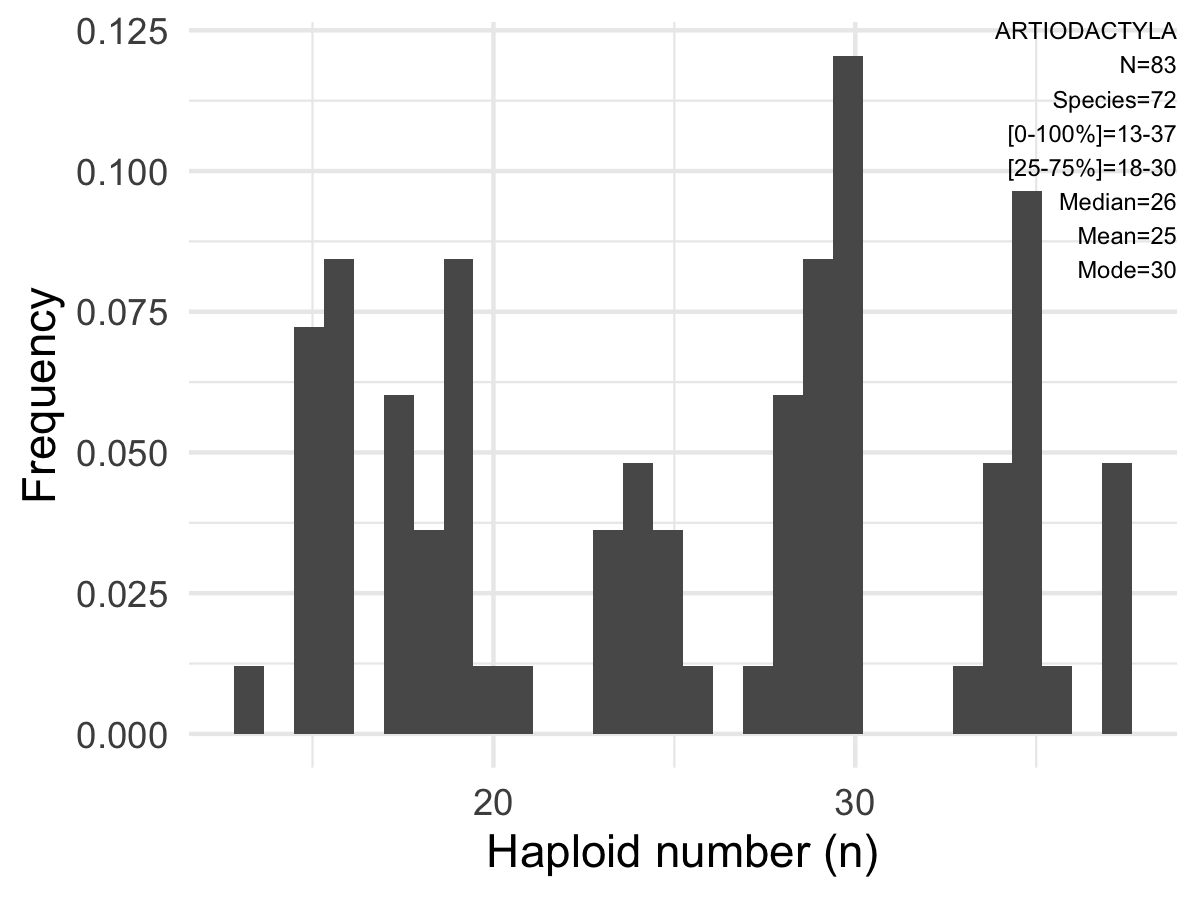 ARTIODACTYLA
N=83
Species=72
[0-100%]=13-37
[25-75%]=18-30
Median=26
Mean=25
Mode=30
0.125
0.100
0.075
0.050
0.025
0.000
Frequency
20 30
Haploid number (n)